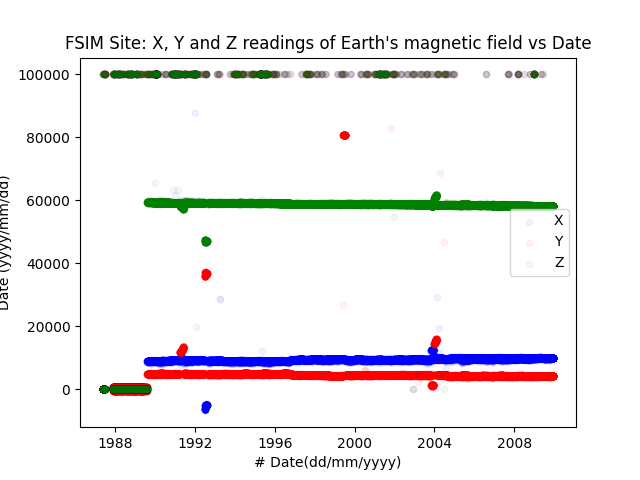 FSIM Site: X, Y and Z readings of Earth's magnetic field vs Date
100000
80000
60000
40000
20000
0
Date (yyyy/mm/dd)
X
Y
Z
1988
1992
1996
2000
2004
2008
# Date(dd/mm/yyyy)